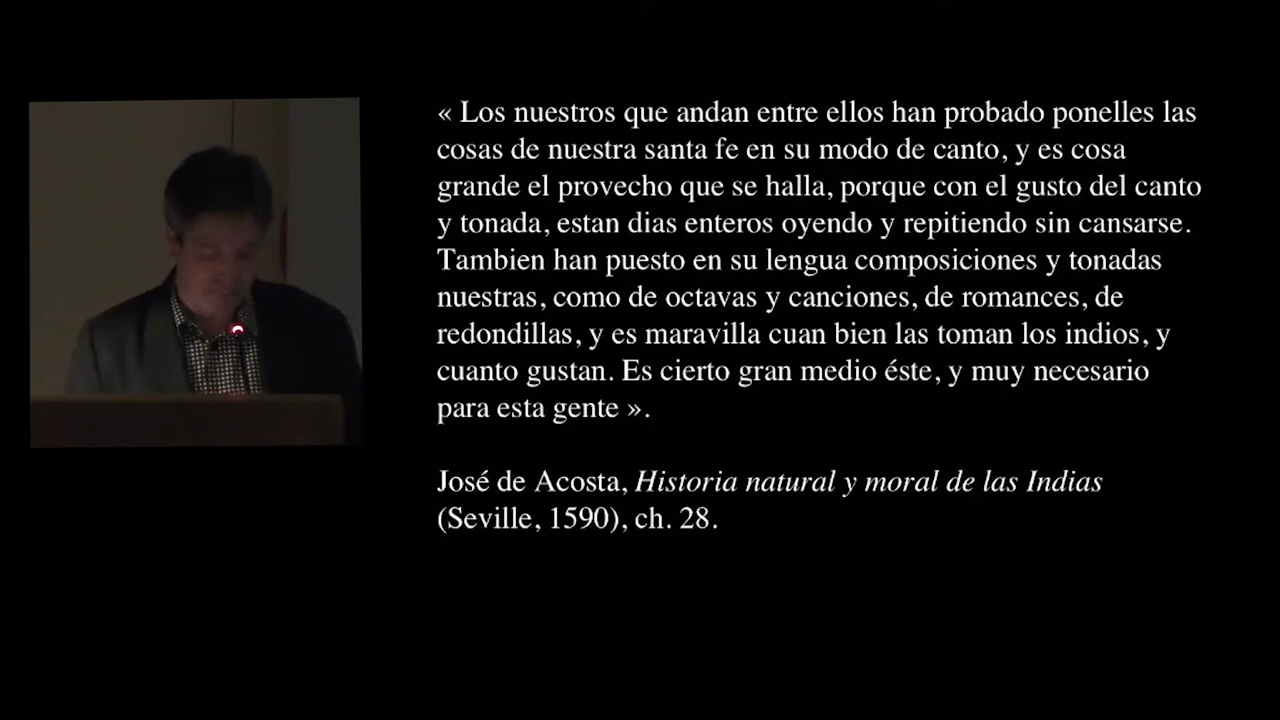 « Los nuestros que andan entre ellos han probado ponelles las
cosas de nuestra santa fe en su modo de canto, y es cosa
grande el provecho que se halla, porque con el gusto del canto
y tonada, estan dias enteros oyendo y repitiendo sin cansarse.
Tambien han puesto en su lengua composiciones y tonadas
nuestras, como de octavas y canciones, de romances, de
redondillas, y es maravilla cuan bien las toman los indios, y
cuanto gustan. Es cierto gran medio éste, y muy necesario
para esta gente ».
José de Acosta, Historia natural y moral de las Indias
(Seville, 1590), ch. 28.